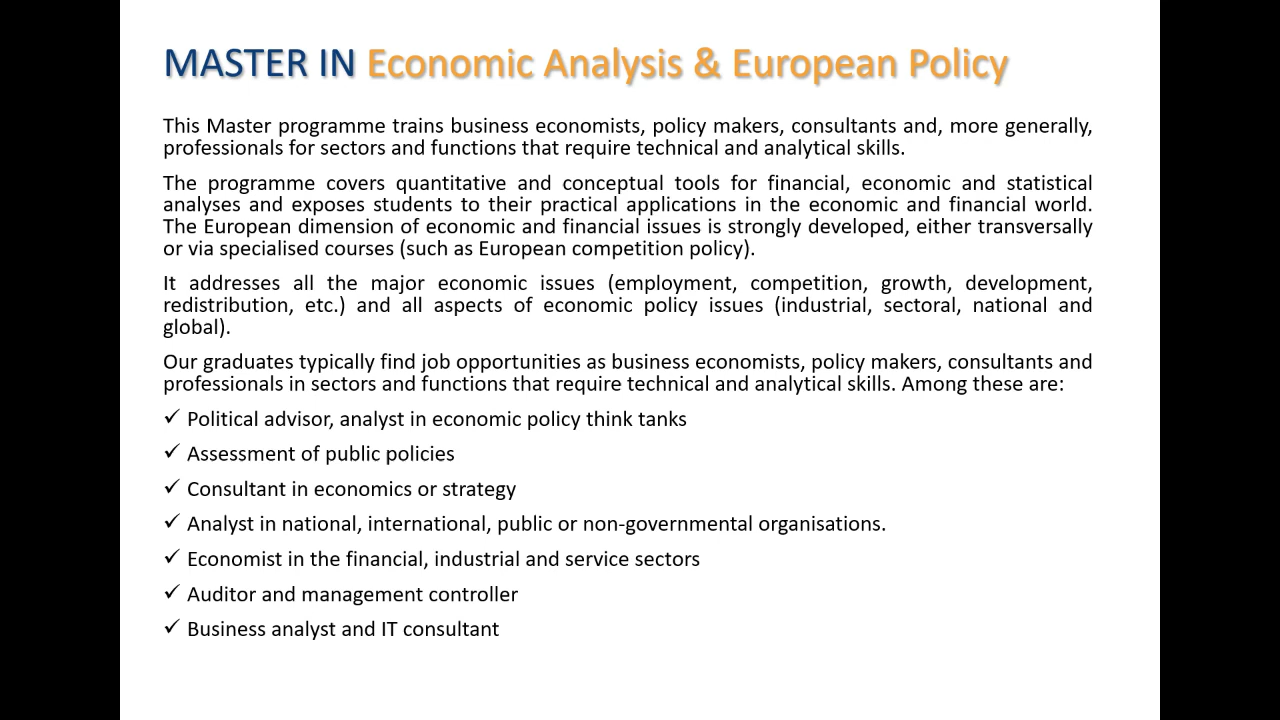 MASTER IN Economic Analysis & European Policy
This Master programme trains business economists, policy makers, consultants and, more generally,
professionals for sectors and functions that require technical and analytical skills.
The programme covers quantitative and conceptual tools for financial, economic and statistical
analyses and exposes students to their practical applications in the economic and financial world.
The European dimension of economic and financial issues is strongly developed, either transversally
or via specialised courses (such as European competition policy).
It addresses all the major economic issues (employment, competition, growth, development,
redistribution, etc.) and all aspects of economic policy issues (industrial, sectoral, national and
global).
Our graduates typically find job opportunities as business economists, policy makers, consultants and
professionals in sectors and functions that require technical and analytical skills. Among these are:
✓ Political advisor, analyst in economic policy think tanks
✓ Assessment of public policies
✓ Consultant in economics or strategy
✓ Analyst in national, international, public or non-governmental organisations.
✓ Economist in the financial, industrial and service sectors
✓ Auditor and management controller
✓ Business analyst and IT consultant